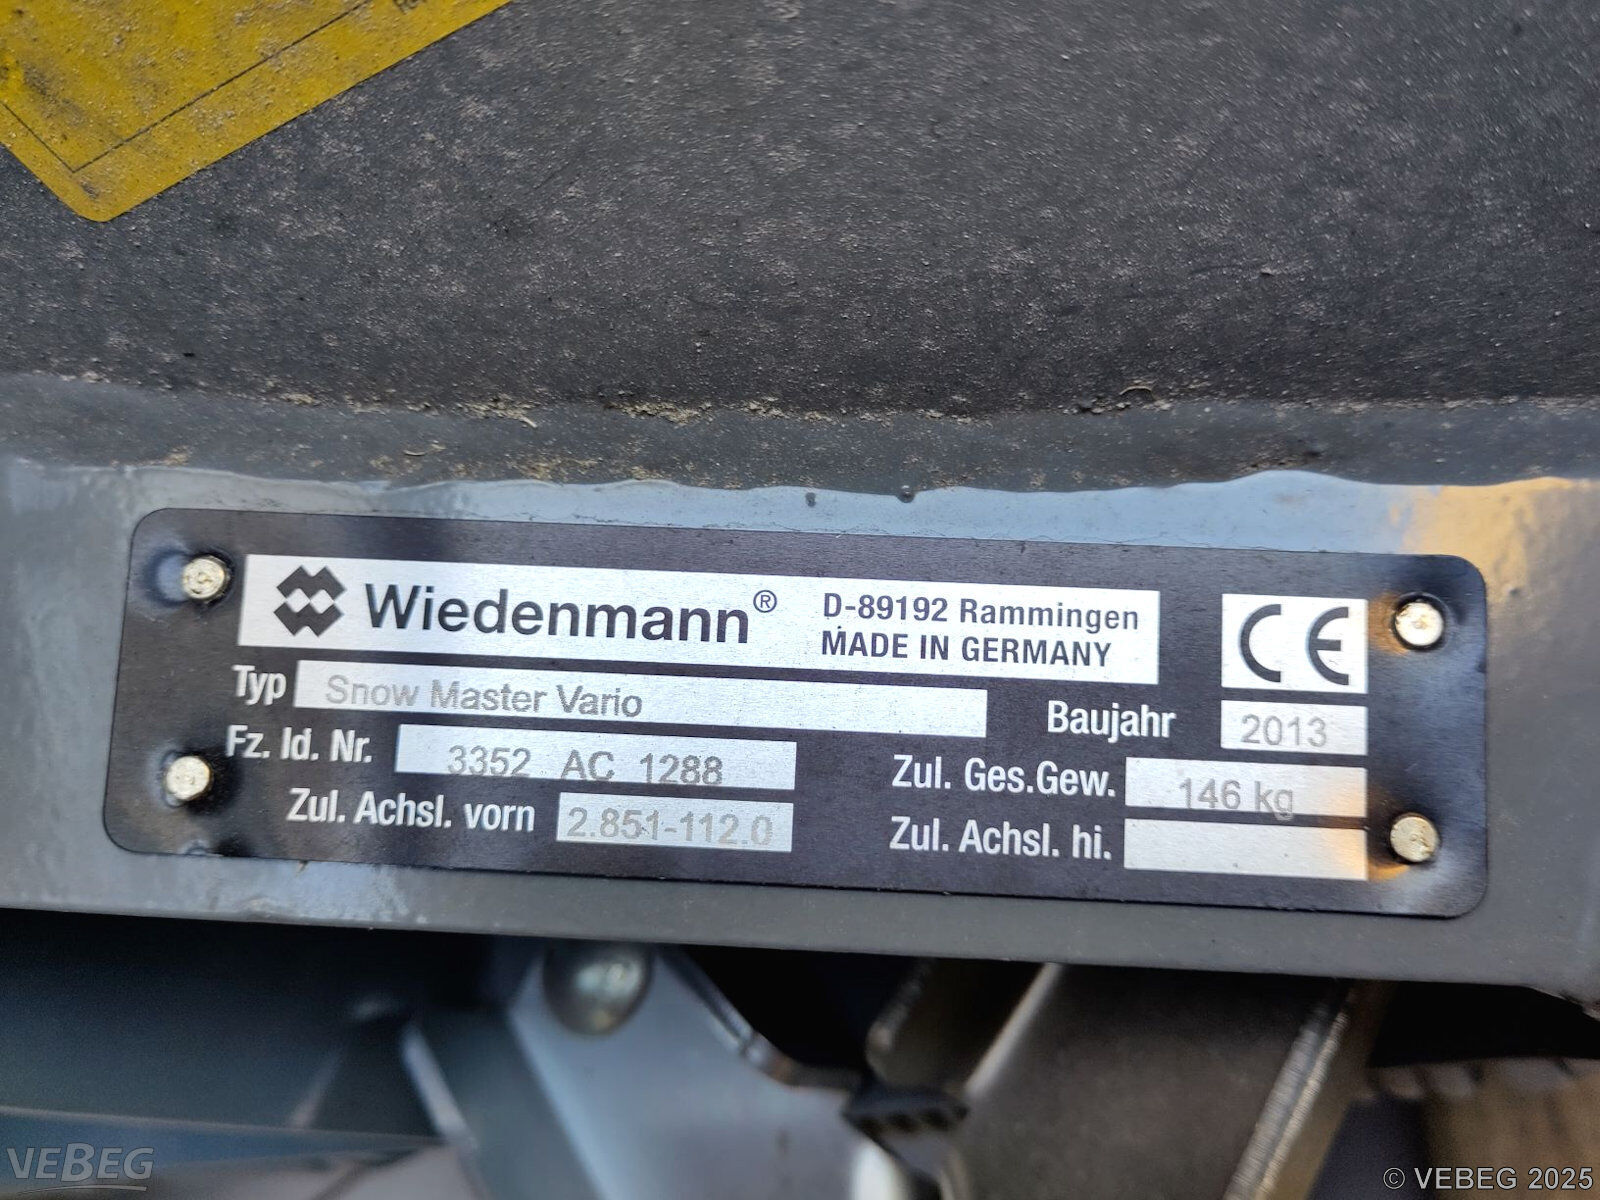 Wiedenmann®
D-89192 Rammingen
MADE IN GERMANY
CE
Typ Snow Master Vario
Baujahr 2013
Fz. Id. Nr. 3352 AC 1288
Zul. Ges.Gew. 146 kg
Zul. Achsl. vorn 2.851-112.0
Zul. Achsl. hi.
VEBEG
© VEBEG 2025